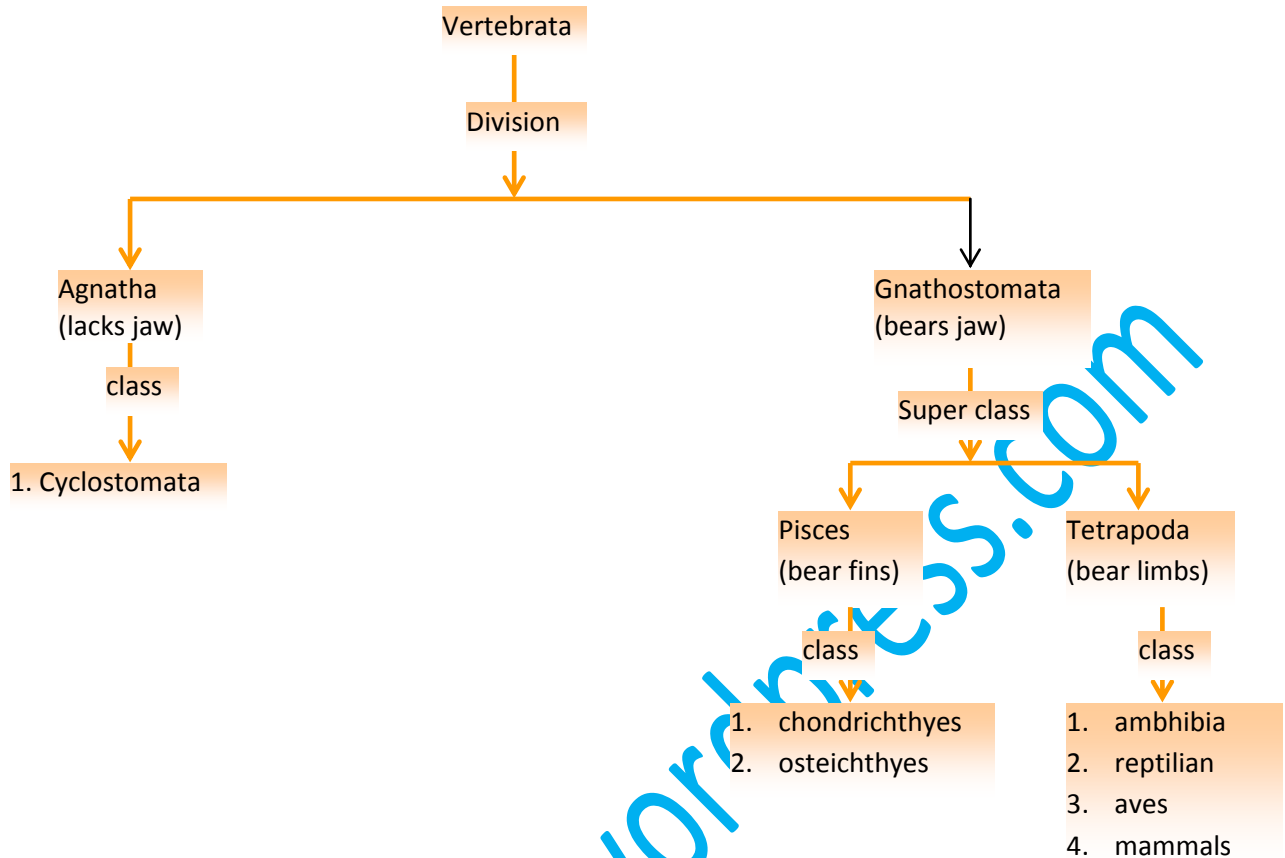 Vertebrata
Division
Agnatha
(lacks jaw)
class
1. Cyclostomata
Gnathostomata
(bears jaw)
Super class
Pisces
(bear fins)
class
1. chondrichthyes
2. osteichthyes
Tetrapoda
(bear limbs)
class
1. ambhibia
2. reptilian
3. aves
4. mammals